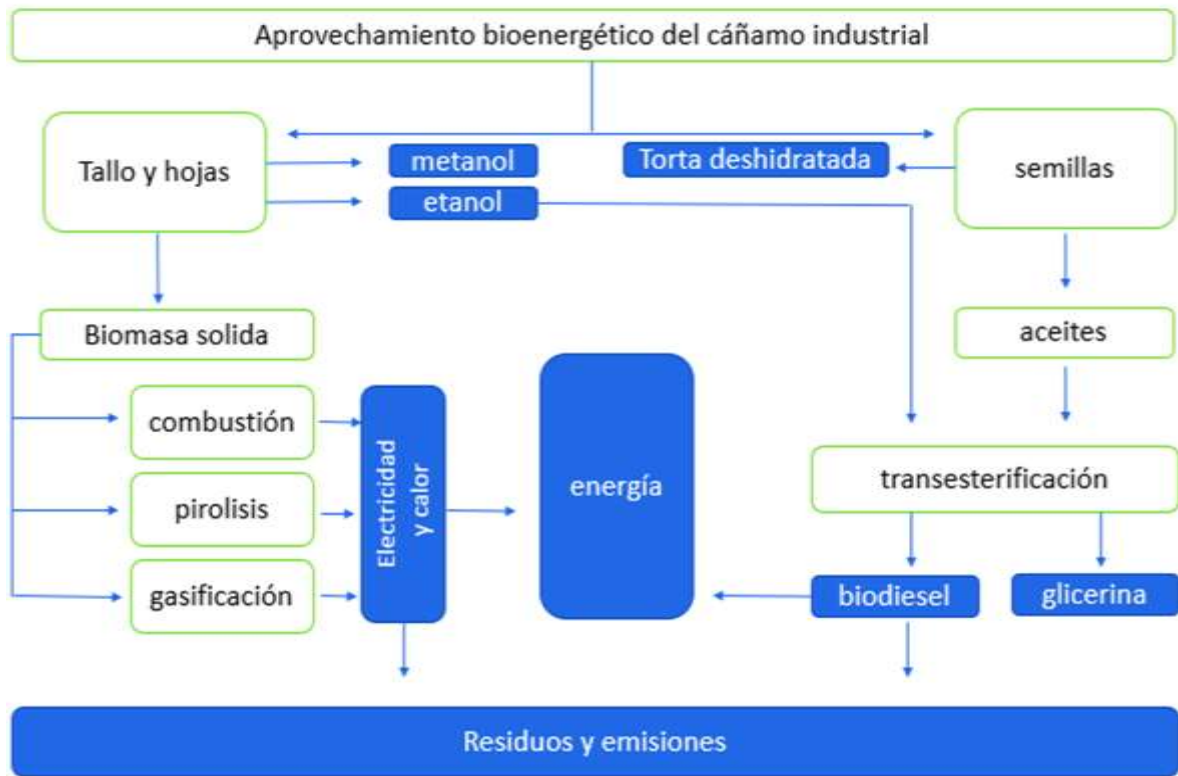 Aprovechamiento bioenergético del cáñamo industrial
Tallo y hojas
metanol
Torta deshidratada
semillas
etanol
Biomasa solida
aceites
combustión
Electricidad
y calor
energía
transesterificación
pirolisis
gasificación
biodiesel
glicerina
Residuos y emisiones